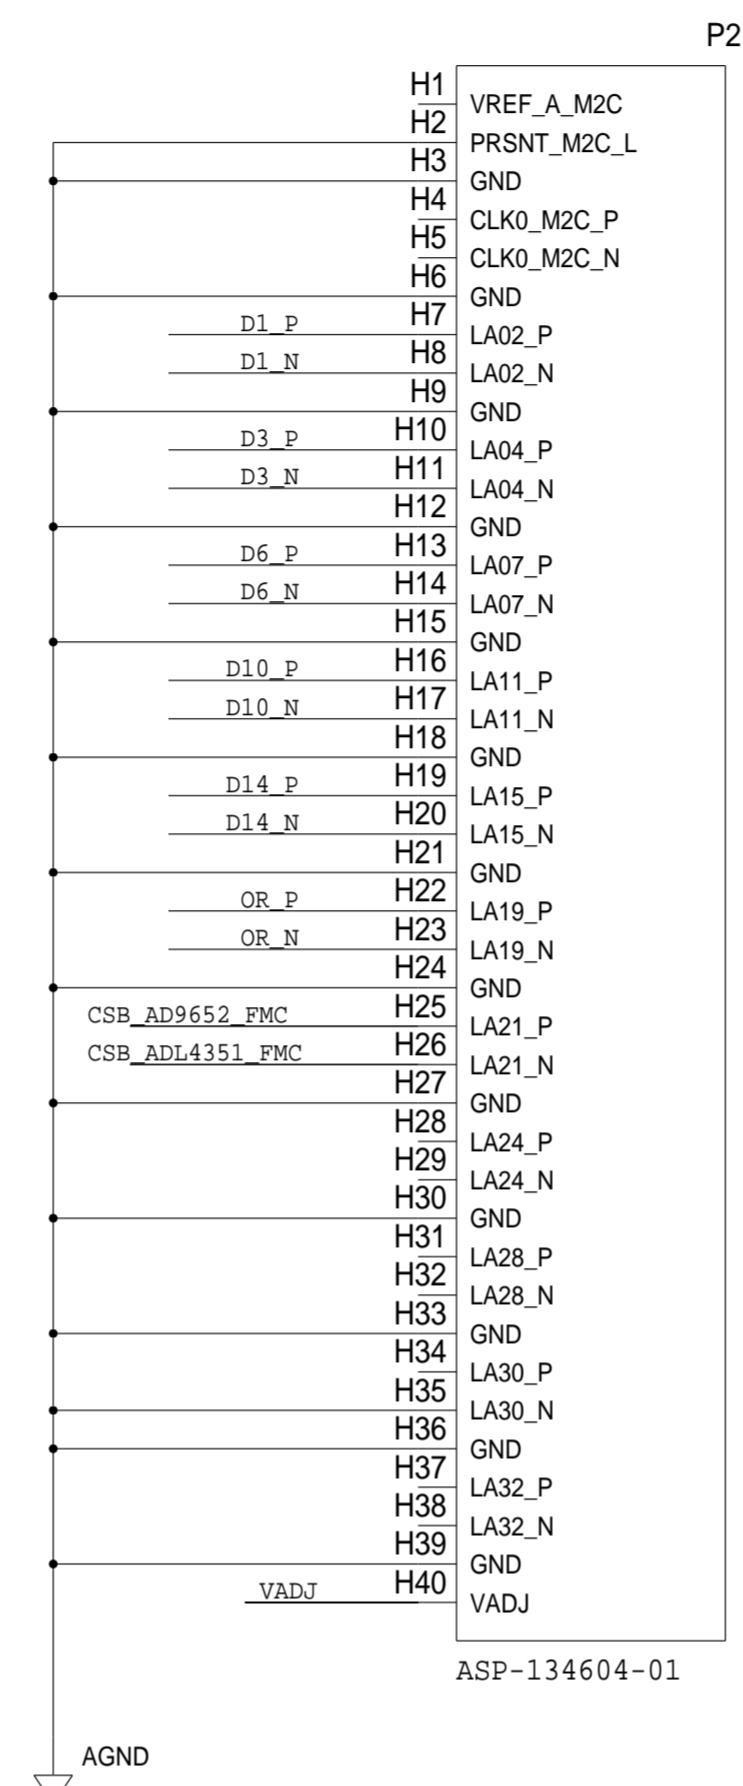 P2
H1 VREF_A_M2C
H2 PRSNT_M2C_L
H3 GND
H4 CLK0_M2C_P
H5 CLK0_M2C_N
H6 GND
D1_P H7 LA02_P
D1_N H8 LA02_N
H9 GND
D3_P H10 LA04_P
D3_N H11 LA04_N
H12 GND
D6_P H13 LA07_P
D6_N H14 LA07_N
H15 GND
D10_P H16 LA11_P
D10_N H17 LA11_N
H18 GND
D14_P H19 LA15_P
D14_N H20 LA15_N
H21 GND
OR_P H22 LA19_P
OR_N H23 LA19_N
H24 GND
CSB_AD9652_FMC H25 LA21_P
CSB_ADL4351_FMC H26 LA21_N
H27 GND
H28 LA24_P
H29 LA24_N
H30 GND
H31 LA28_P
H32 LA28_N
H33 GND
H34 LA30_P
H35 LA30_N
H36 GND
H37 LA32_P
H38 LA32_N
H39 GND
VADJ H40 VADJ
ASP-134604-01
AGND